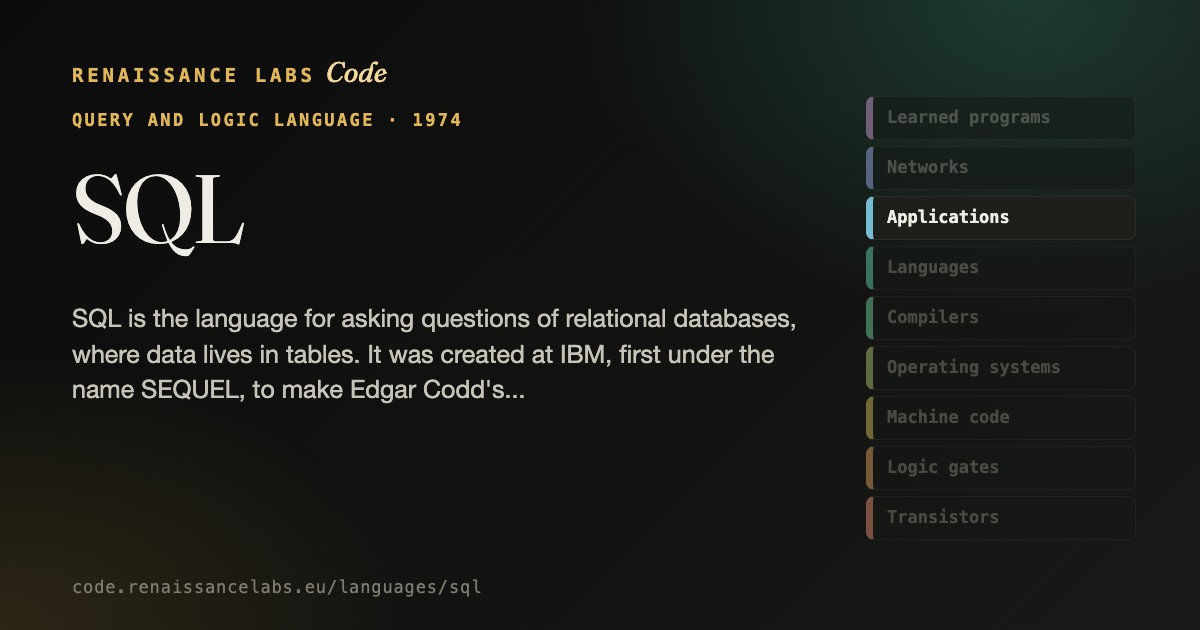 RENAISSANCE LABS Code
QUERY AND LOGIC LANGUAGE · 1974
SQL
SQL is the language for asking questions of relational databases,
where data lives in tables. It was created at IBM, first under the
name SEQUEL, to make Edgar Codd's...
code.renaissancelabs.eu/languages/sql
Learned programs
Networks
Applications
Languages
Compilers
Operating systems
Machine code
Logic gates
Transistors